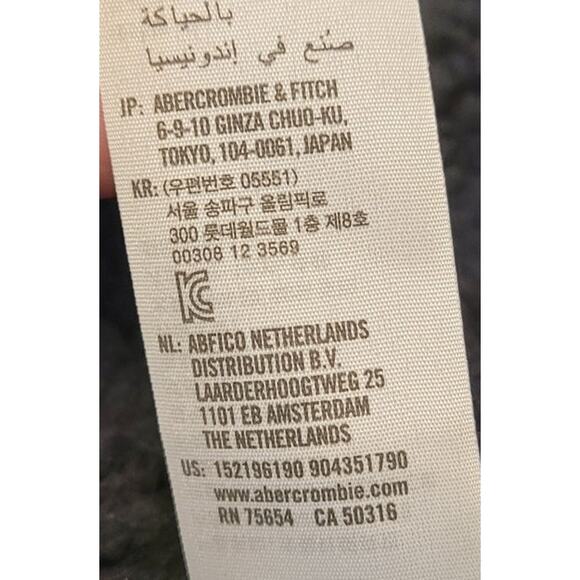 بالحياكة
صنع في إندونيسيا
JP: ABERCROMBIE & FITCH
6-9-10 GINZA CHUO-KU,
TOKYO, 104-0061, JAPAN
KR: (우편번호 05551)
서울 송파구 올림픽로
300 롯데월드몰 1층 제8호
00308 12 3569
KC
NL: ABFICO NETHERLANDS
DISTRIBUTION B.V.
LAARDERHOOGTWEG 25
1101 EB AMSTERDAM
THE NETHERLANDS
US: 152196190 904351790
www.abercrombie.com
RN 75654 CA 50316